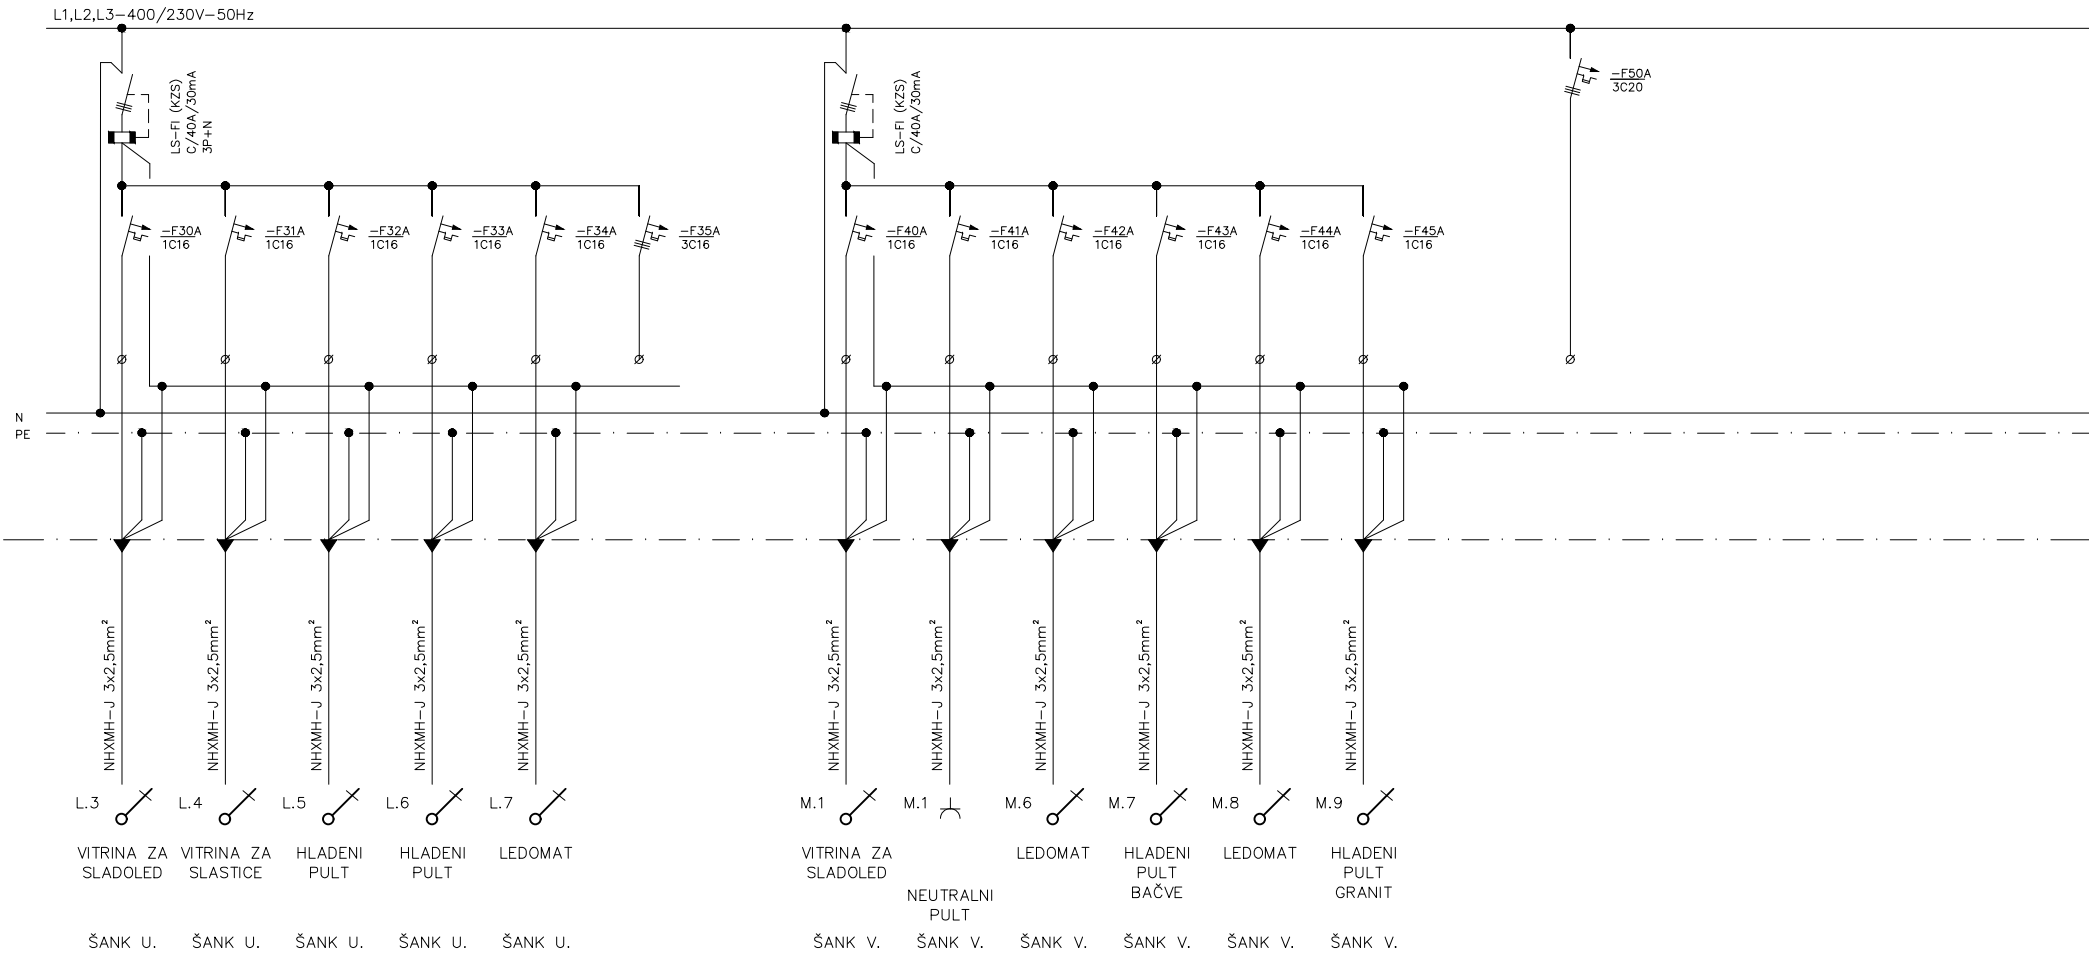 L1,L2,L3-400/230V-50Hz
LS-FI (KZS)
C/40A/30mA
3P+N
LS-FI (KZS)
C/40A/30mA
-F50A
3C20
-F30A
1C16
-F31A
1C16
-F32A
1C16
-F33A
1C16
-F34A
1C16
-F35A
3C16
-F40A
1C16
-F41A
1C16
-F42A
1C16
-F43A
1C16
-F44A
1C16
-F45A
1C16
N
PE
NHXMH-J 3x2,5mm²
NHXMH-J 3x2,5mm²
NHXMH-J 3x2,5mm²
NHXMH-J 3x2,5mm²
NHXMH-J 3x2,5mm²
NHXMH-J 3x2,5mm²
NHXMH-J 3x2,5mm²
NHXMH-J 3x2,5mm²
NHXMH-J 3x2,5mm²
NHXMH-J 3x2,5mm²
NHXMH-J 3x2,5mm²
L.3
L.4
L.5
L.6
L.7
M.1
M.1
M.6
M.7
M.8
M.9
VITRINA ZA
SLADOLED
VITRINA ZA
SLASTICE
HLADENI
PULT
HLADENI
PULT
LEDOMAT
VITRINA ZA
SLADOLED
NEUTRALNI
PULT
LEDOMAT
HLADENI
PULT
BAČVE
LEDOMAT
HLADENI
PULT
GRANIT
ŠANK U.
ŠANK U.
ŠANK U.
ŠANK U.
ŠANK U.
ŠANK V.
ŠANK V.
ŠANK V.
ŠANK V.
ŠANK V.
ŠANK V.